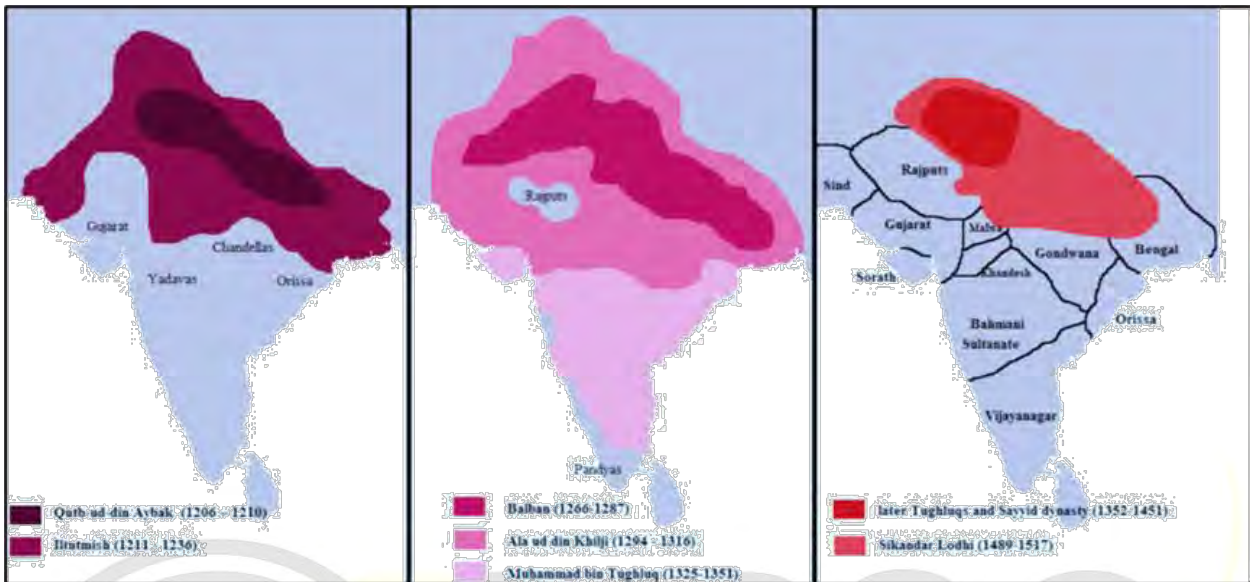 Gujarat
Chandellas
Yadavas
Orissa
Qutb ud din Aybak (1206 - 1210)
Iltutmish (1211 - 1236)
Rajputs
Pandyas
Balban (1266-1287)
Ala ud din Khilji (1294 - 1316)
Muhammad bin Tughluq (1325-1351)
Rajputs
Sind
Gujarat
Malwa
Gondwana
Bengal
Sorath
Khandesh
Orissa
Bahmani
Sultanate
Vijayanagar
later Tughluqs and Sayyid dynasty (1352-1451)
Sikandar Lodhi (1489-1517)